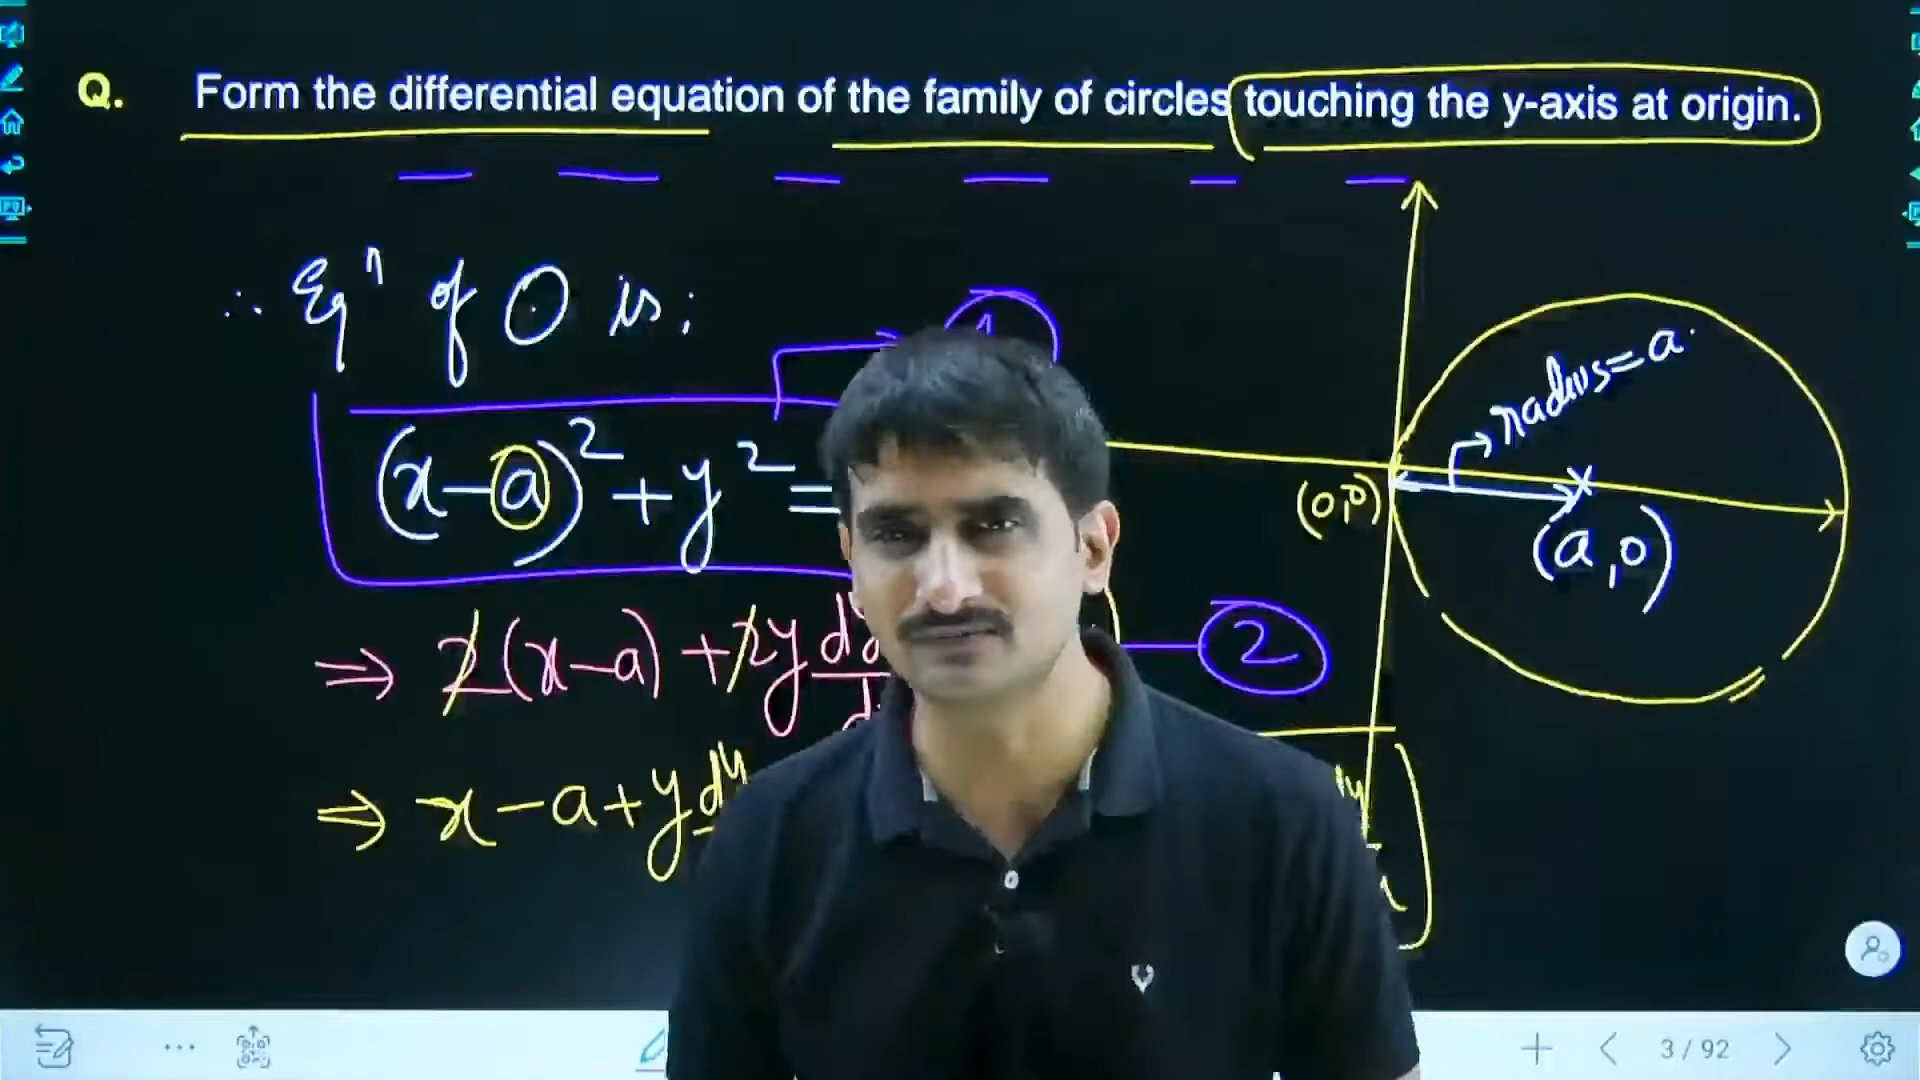 Q. Form the differential equation of the family of circles touching the y-axis at origin.
∴ Eqⁿ of O is:
1
(x-a)² + y² =
radius = a
(0,0)
(a,0)
⇒ 2(x-a) + 2y dy
2
⇒ x-a+y dy
dy
3 / 92